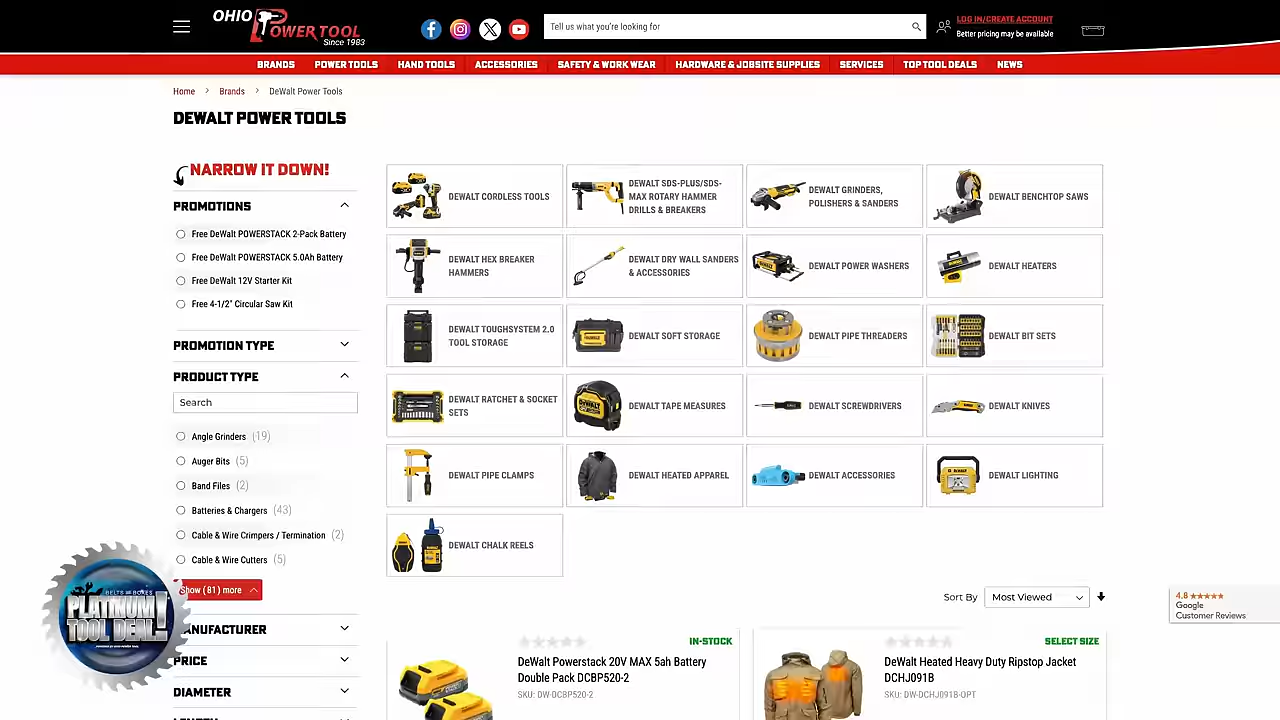 OHIO
POWER TOOL
Since 1983
Tell us what you're looking for
LOG IN/CREATE ACCOUNT
Better pricing may be available
BRANDS
POWER TOOLS
HAND TOOLS
ACCESSORIES
SAFETY & WORK WEAR
HARDWARE & JOBSITE SUPPLIES
SERVICES
TOP TOOL DEALS
NEWS
Home > Brands > DeWalt Power Tools
DEWALT POWER TOOLS
NARROW IT DOWN!
PROMOTIONS
Free DeWalt POWERSTACK 2-Pack Battery
Free DeWalt POWERSTACK 5.0Ah Battery
Free DeWalt 12V Starter Kit
Free 4-1/2" Circular Saw Kit
PROMOTION TYPE
PRODUCT TYPE
Search
Angle Grinders (19)
Auger Bits (5)
Band Files (2)
Batteries & Chargers (43)
Cable & Wire Crimpers / Termination (2)
Cable & Wire Cutters (5)
Show (81) more
MANUFACTURER
PRICE
DIAMETER
BELTS AND BOXES
PLATINUM
TOOL DEAL!
DEWALT CORDLESS TOOLS
DEWALT SDS-PLUS/SDS-
MAX ROTARY HAMMER
DRILLS & BREAKERS
DEWALT GRINDERS,
POLISHERS & SANDERS
DEWALT BENCHTOP SAWS
DEWALT HEX BREAKER
HAMMERS
DEWALT DRY WALL SANDERS
& ACCESSORIES
DEWALT POWER WASHERS
DEWALT HEATERS
DEWALT TOUGHSYSTEM 2.0
TOOL STORAGE
DEWALT SOFT STORAGE
DEWALT PIPE THREADERS
DEWALT BIT SETS
DEWALT RATCHET & SOCKET
SETS
DEWALT TAPE MEASURES
DEWALT SCREWDRIVERS
DEWALT KNIVES
DEWALT PIPE CLAMPS
DEWALT HEATED APPAREL
DEWALT ACCESSORIES
DEWALT LIGHTING
DEWALT CHALK REELS
Sort By
Most Viewed
4.8
Google
Customer Reviews
IN-STOCK
DeWalt Powerstack 20V MAX 5ah Battery
Double Pack DCBP520-2
SKU: DW-DCBP520-2
SELECT SIZE
DeWalt Heated Heavy Duty Ripstop Jacket
DCHJ091B
SKU: DW-DCHJ091B-OPT